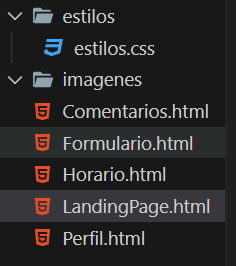 estilos
estilos.css
imagenes
Comentarios.html
Formulario.html
Horario.html
LandingPage.html
Perfil.html